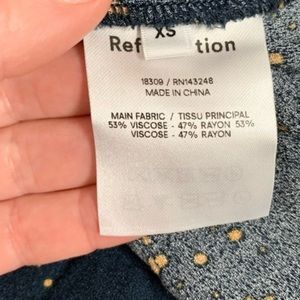 XS
Ref tion
18309 / RN143248
MADE IN CHINA
MAIN FABRIC / TISSU PRINCIPAL
53% VISCOSE - 47% RAYON 53%
VISCOSE - 47% RAYON